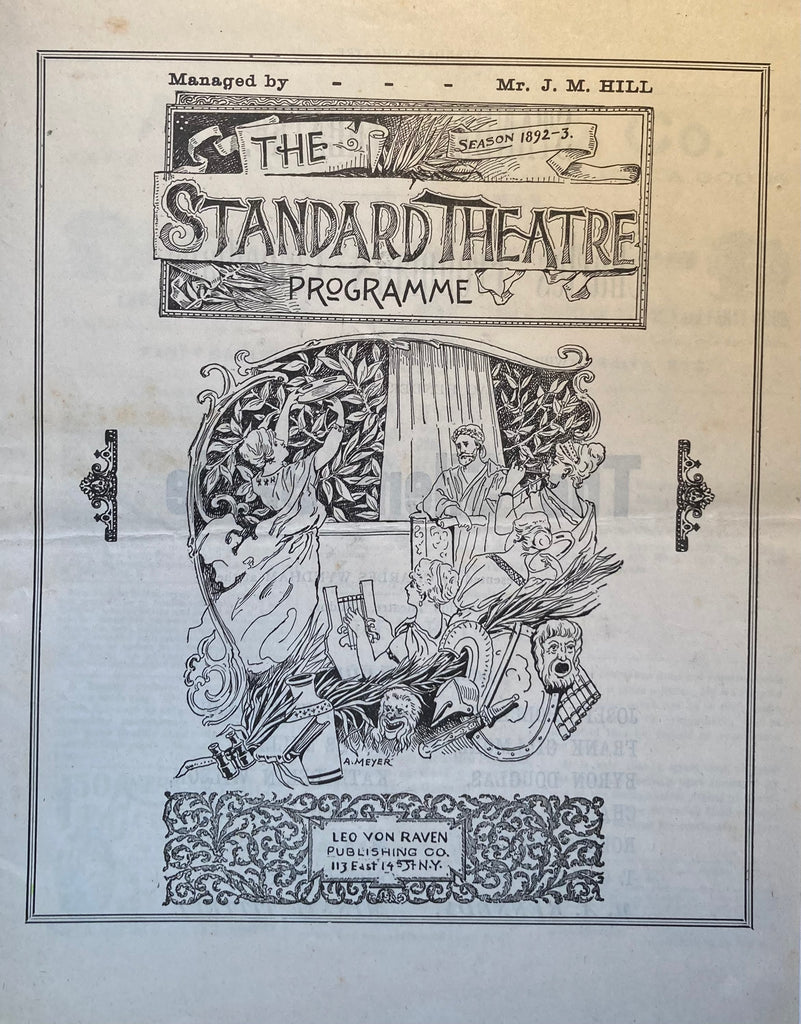 Managed by - - - Mr. J. M. HILL
THE
SEASON 1892-3.
STANDARD THEATRE
PROGRAMME
A. MEYER
LEO VON RAVEN
PUBLISHING CO.
113 East 14th St N.Y.